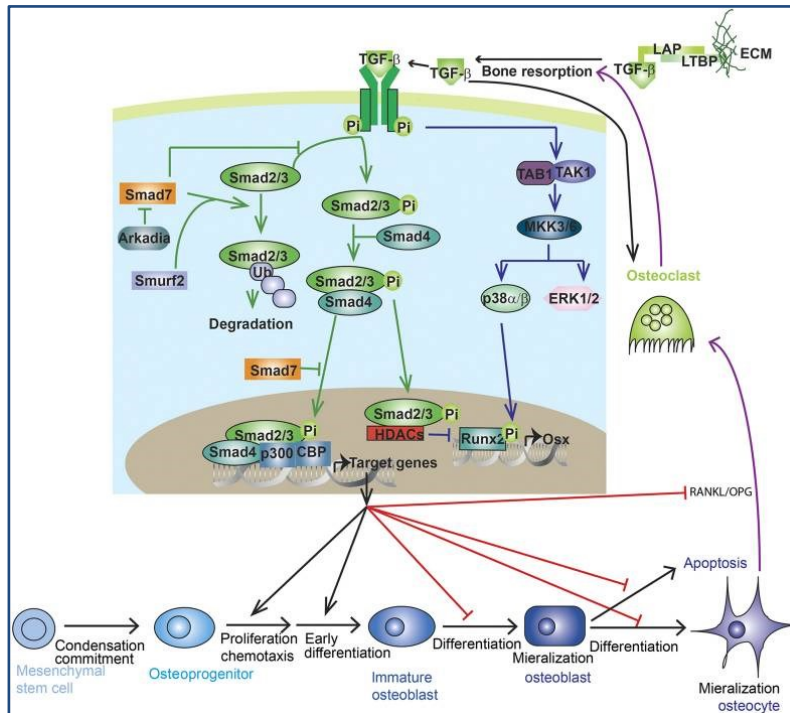 TGF-β
TGF-β
Bone resorption
LAP
TGF-β
LTBP
ECM
Pi
Pi
Smad7
Smad2/3
Arkadia
Smurf2
Smad2/3
Ub
Degradation
Smad2/3
Pi
Smad4
Smad2/3
Pi
Smad4
TAB1
TAK1
MKK3/6
p38α/β
ERK1/2
Osteoclast
Smad7
Pi
Smad2/3
Smad4
p300
CBP
Target genes
Smad2/3
Pi
HDACs
Runx2
Pi
Osx
RANKL/OPG
Apoptosis
Condensation
commitment
Mesenchymal
stem cell
Osteoprogenitor
Proliferation
chemotaxis
Early
differentiation
Immature
osteoblast
Differentiation
Mieralization
osteoblast
Differentiation
Mieralization
osteocyte